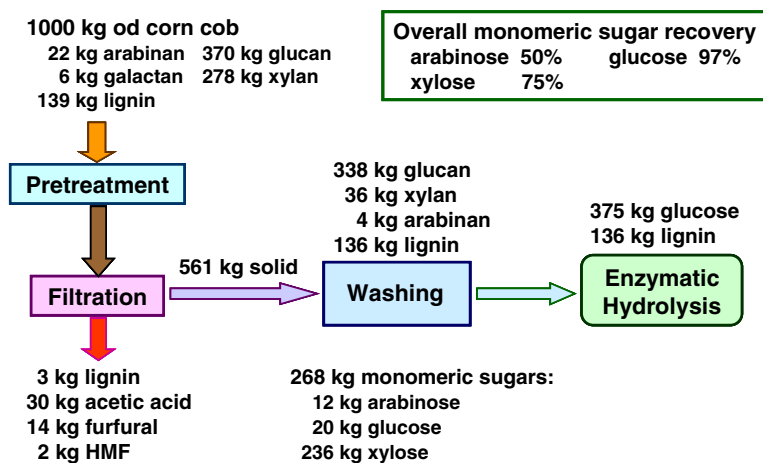 1000 kg od corn cob
22 kg arabinan 370 kg glucan
6 kg galactan 278 kg xylan
139 kg lignin
Overall monomeric sugar recovery
arabinose 50% glucose 97%
xylose 75%
Pretreatment
338 kg glucan
36 kg xylan
4 kg arabinan
136 kg lignin
375 kg glucose
136 kg lignin
561 kg solid
Filtration
Washing
Enzymatic
Hydrolysis
3 kg lignin
30 kg acetic acid
14 kg furfural
2 kg HMF
268 kg monomeric sugars:
12 kg arabinose
20 kg glucose
236 kg xylose